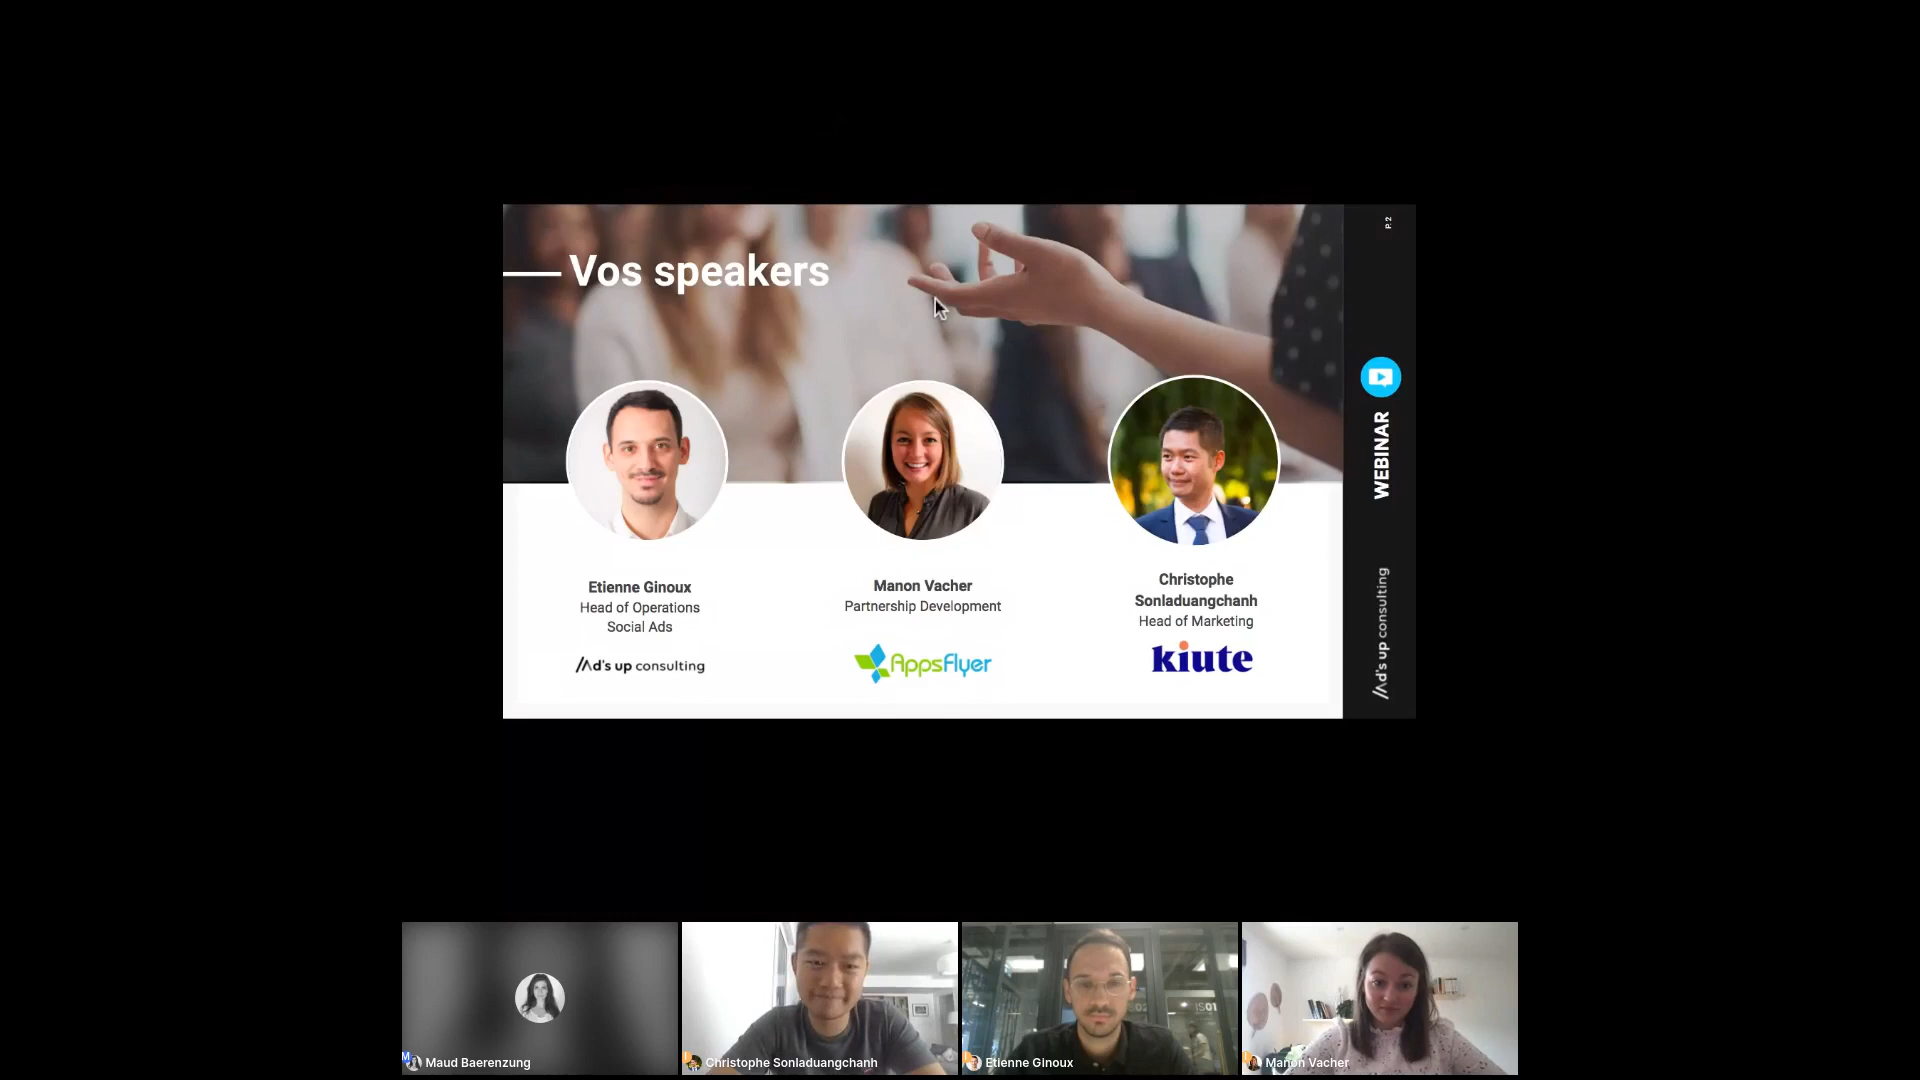 P. 2
Vos speakers
WEBINAR
Etienne Ginoux
Head of Operations
Social Ads
Ad's up consulting
Manon Vacher
Partnership Development
AppsFlyer
Christophe
Sonladuangchanh
Head of Marketing
kiute
Ad's up consulting
M
Maud Baerenzung
Christophe Sonladuangchanh
Etienne Ginoux
Manon Vacher